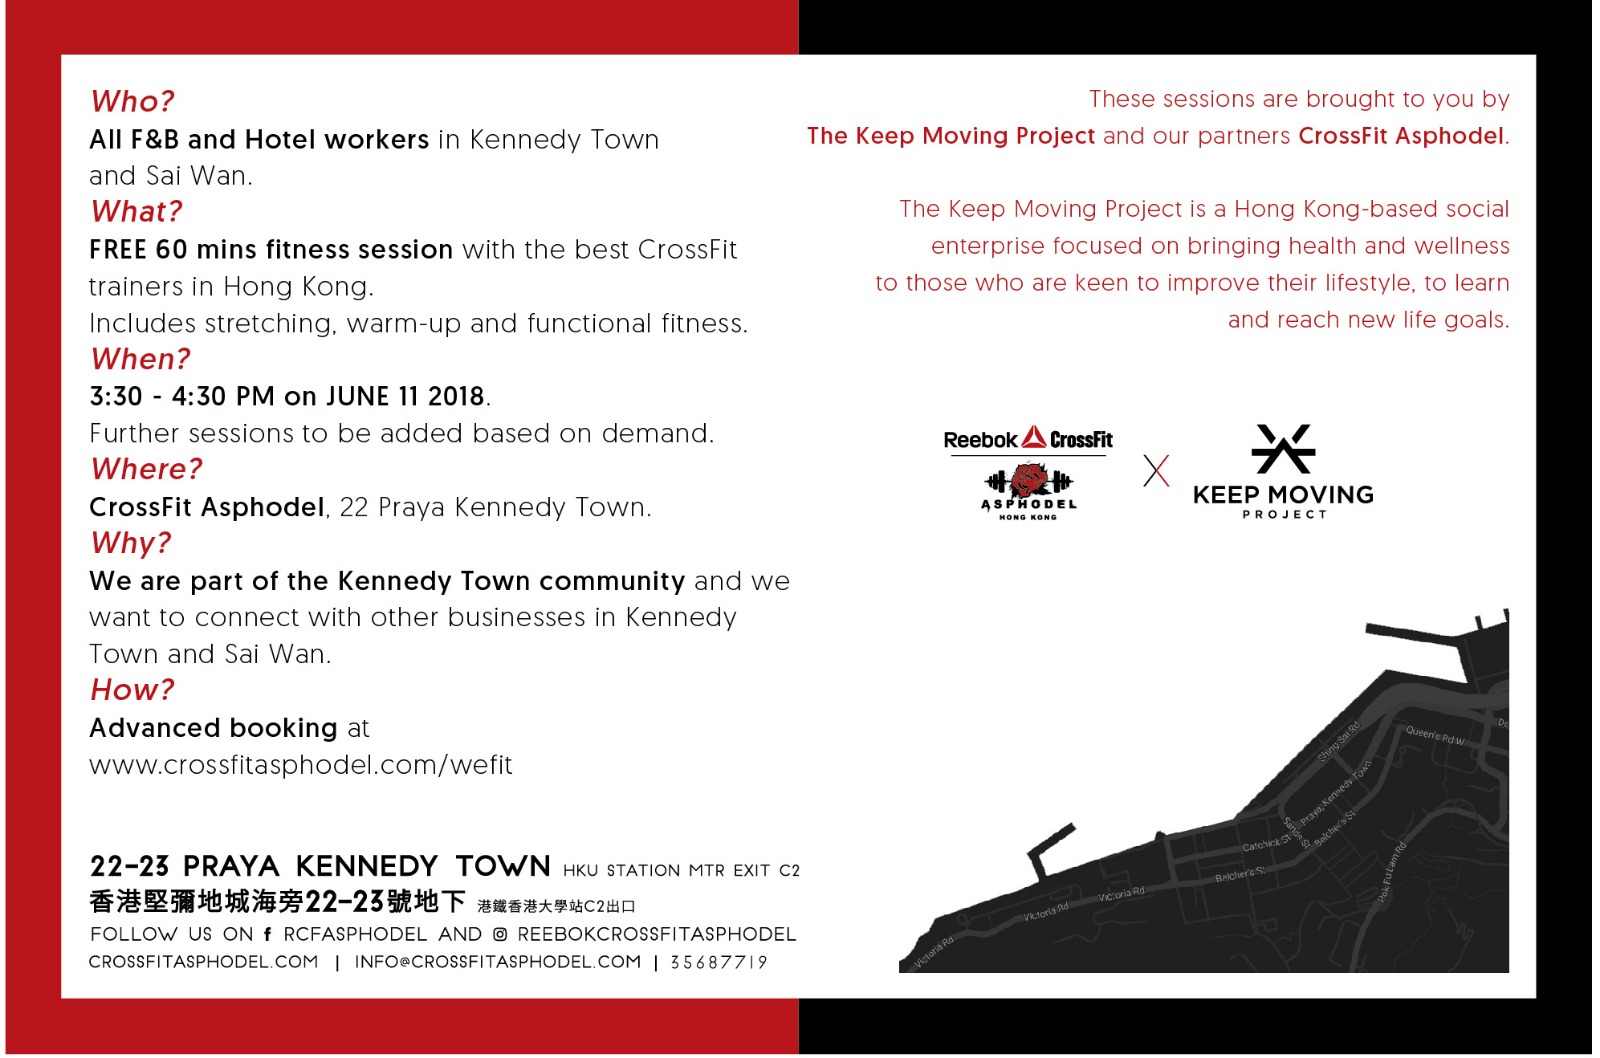 Who?
All F&B and Hotel workers in Kennedy Town
and Sai Wan.
What?
FREE 60 mins fitness session with the best CrossFit
trainers in Hong Kong.
Includes stretching, warm-up and functional fitness.
When?
3:30 - 4:30 PM on JUNE 11 2018.
Further sessions to be added based on demand.
Where?
CrossFit Asphodel, 22 Praya Kennedy Town.
Why?
We are part of the Kennedy Town community and we
want to connect with other businesses in Kennedy
Town and Sai Wan.
How?
Advanced booking at
www.crossfitasphodel.com/wefit
22-23 PRAYA KENNEDY TOWN HKU STATION MTR EXIT C2
香港堅彌地城海旁22-23號地下 港鐵香港大學站C2出口
FOLLOW US ON f RCFASPHODEL AND REEBOKCROSSFITASPHODEL
CROSSFITASPHODEL.COM | INFO@CROSSFITASPHODEL.COM | 35687719
These sessions are brought to you by
The Keep Moving Project and our partners CrossFit Asphodel.
The Keep Moving Project is a Hong Kong-based social
enterprise focused on bringing health and wellness
to those who are keen to improve their lifestyle, to learn
and reach new life goals.
Reebok CrossFit
ASPHODEL
HONG KONG
X
KEEP MOVING
PROJECT
Shing Sai Rd
Queen's Rd W
De
Praya, Kennedy Town
Sands St
Catchick St
Belcher's St
Belcher's St
Pok Fu Lam Rd
Victoria Rd
Victoria Rd
Victoria Rd